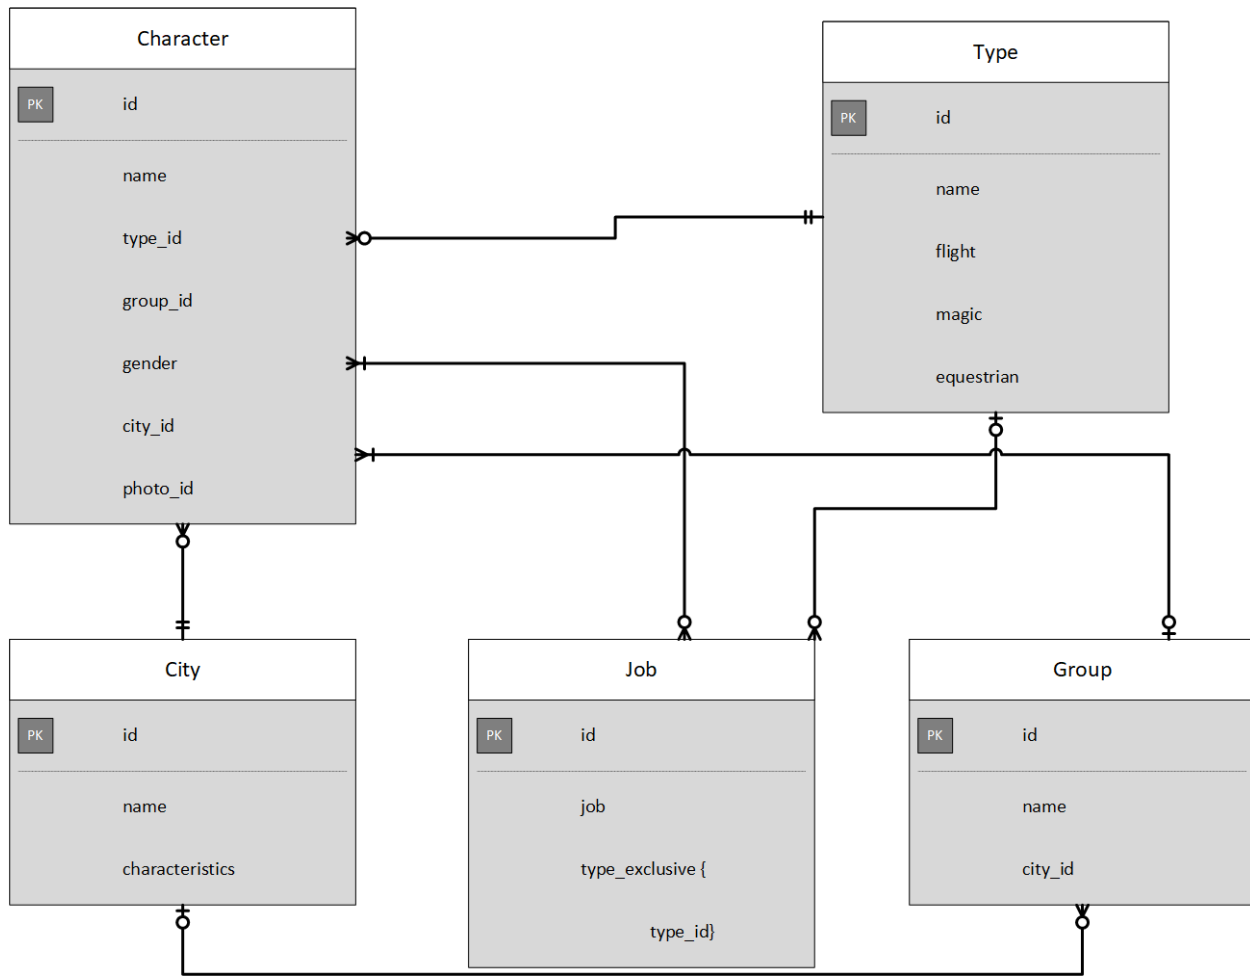 Character
PK id
name
type_id
group_id
gender
city_id
photo_id
Type
PK id
name
flight
magic
equestrian
City
PK id
name
characteristics
Job
PK id
job
type_exclusive {
type_id}
Group
PK id
name
city_id